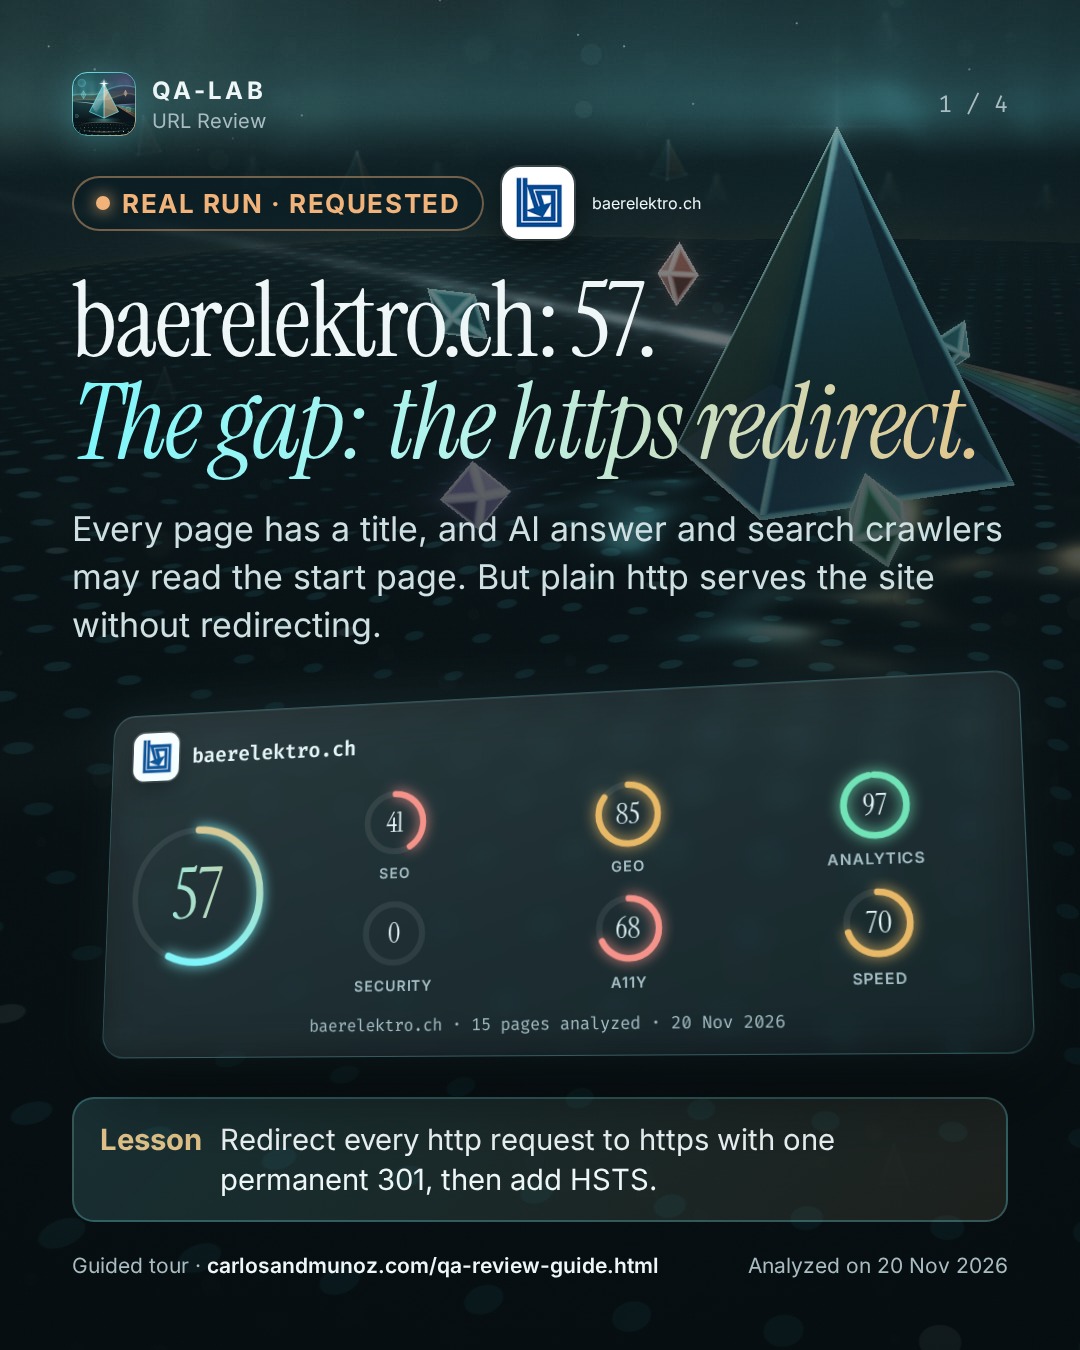 QA-LAB
URL Review
1 / 4
REAL RUN · REQUESTED
baerelektro.ch
baerelektro.ch: 57.
The gap: the https redirect.
Every page has a title, and AI answer and search crawlers
may read the start page. But plain http serves the site
without redirecting.
baerelektro.ch
57
41
SEO
85
GEO
97
ANALYTICS
0
SECURITY
68
A11Y
70
SPEED
baerelektro.ch · 15 pages analyzed · 20 Nov 2026
Lesson Redirect every http request to https with one
permanent 301, then add HSTS.
Guided tour · carlosandmunoz.com/qa-review-guide.html
Analyzed on 20 Nov 2026